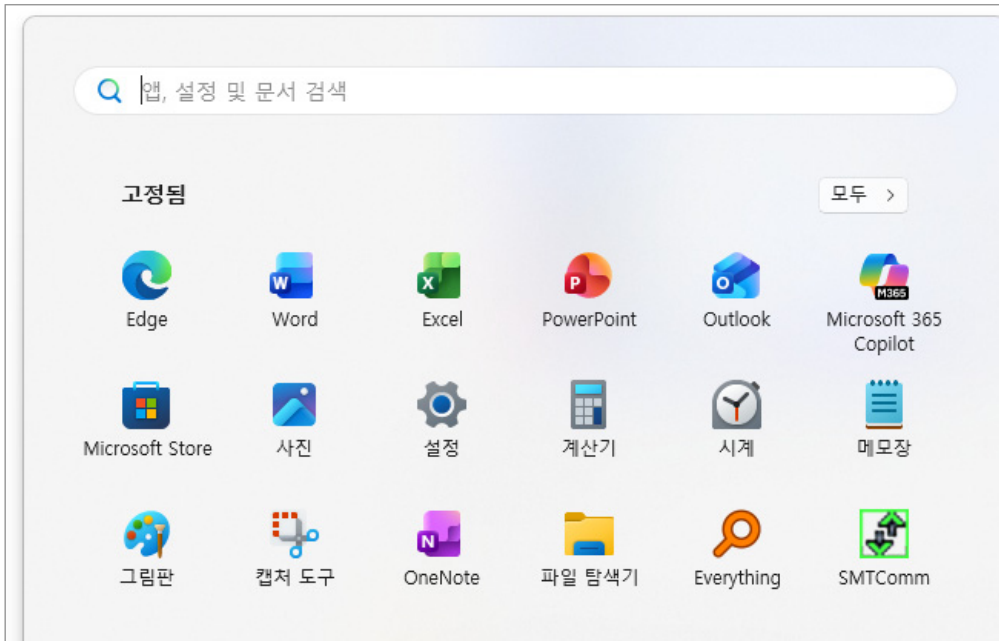 앱, 설정 및 문서 검색
고정됨
모두
Edge
Word
Excel
PowerPoint
Outlook
M365
Microsoft 365
Copilot
Microsoft Store
사진
설정
계산기
시계
메모장
그림판
캡처 도구
OneNote
파일 탐색기
Everything
SMTComm